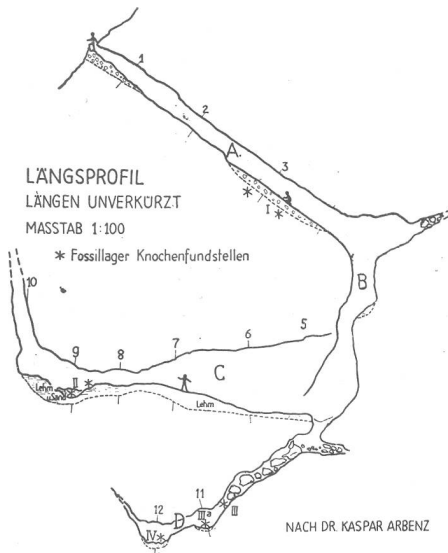 1
2
A.
3
LÄNGSPROFIL
LÄNGEN UNVERKÜRZT
MASSTAB 1:100
* Fossillager Knochenfundstellen
I
B
10
9
8
7
6
5
C
II
Lehm
u Sand
Lehm
12
11
D
IIIa
III
IV
NACH DR. KASPAR ARBENZ